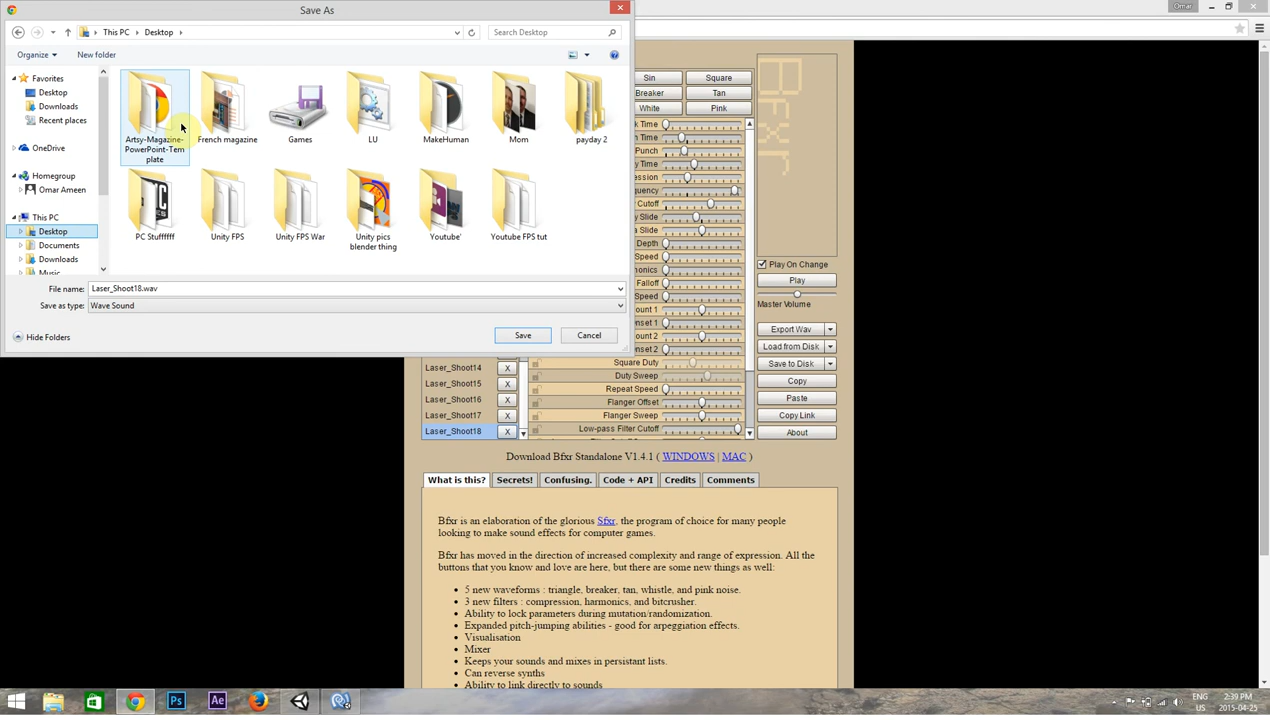 Save As
Omar
This PC
Desktop
Search Desktop
Organize
New folder
Favorites
Desktop
Downloads
Recent places
OneDrive
Homegroup
Omar Ameen
This PC
Desktop
Documents
Downloads
Music
Artsy-Magazine-
PowerPoint-Tem
plate
French magazine
Games
LU
MakeHuman
Mom
payday 2
PC Stuffffff
Unity FPS
Unity FPS War
Unity pics
blender thing
Youtube'
Youtube FPS tut
File name:
Laser_Shoot18.wav
Save as type:
Wave Sound
Hide Folders
Save
Cancel
Sin
Square
Breaker
Tan
White
Pink
Bfxr
Time
Time
Punch
Time
Cutoff
Slide
Slide
Depth
Speed
Falloff
Speed
Square Duty
Duty Sweep
Repeat Speed
Flanger Offset
Flanger Sweep
Low-pass Filter Cutoff
Play On Change
Play
Master Volume
Export Wav
Load from Disk
Save to Disk
Copy
Paste
Copy Link
About
Laser_Shoot14
X
Laser_Shoot15
X
Laser_Shoot16
X
Laser_Shoot17
X
Laser_Shoot18
X
Download Bfxr Standalone V1.4.1 ( WINDOWS | MAC )
What is this?
Secrets!
Confusing.
Code + API
Credits
Comments
Bfxr is an elaboration of the glorious Sfxr, the program of choice for many people
looking to make sound effects for computer games.
Bfxr has moved in the direction of increased complexity and range of expression. All the
buttons that you know and love are here, but there are some new things as well:
5 new waveforms : triangle, breaker, tan, whistle, and pink noise.
3 new filters : compression, harmonics, and bitcrusher.
Ability to lock parameters during mutation/randomization.
Expanded pitch-jumping abilities - good for arpeggiation effects.
Visualisation
Mixer
Keeps your sounds and mixes in persistant lists.
Can reverse synths
Ability to link directly to sounds
Ps
Ae
ENG
US
2:39 PM
2015-04-25